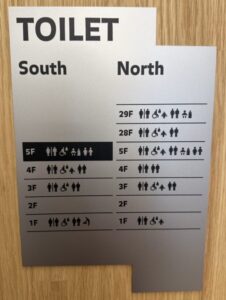 TOILET
South North
29F
28F
5F 5F
4F 4F
3F 3F
2F 2F
1F 1F